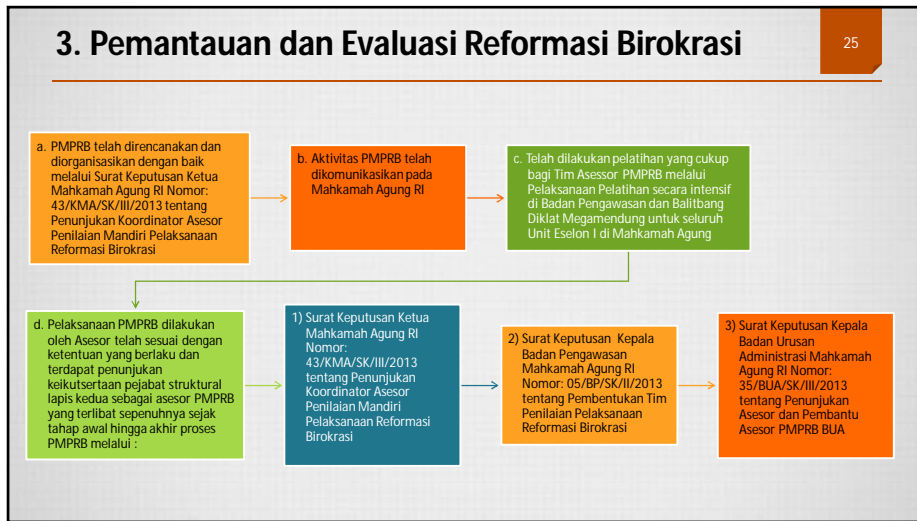 3. Pemantauan dan Evaluasi Reformasi Birokrasi
25
a. PMPRB telah direncanakan dan
diorganisasikan dengan baik
melalui Surat Keputusan Ketua
Mahkamah Agung RI Nomor:
43/KMA/SK/III/2013 tentang
Penunjukan Koordinator Asesor
Penilaian Mandiri Pelaksanaan
Reformasi Birokrasi
b. Aktivitas PMPRB telah
dikomunikasikan pada
Mahkamah Agung RI
c. Telah dilakukan pelatihan yang cukup
bagi Tim Assessor PMPRB melalui
Pelaksanaan Pelatihan secara intensif
di Badan Pengawasan dan Balitbang
Diklat Megamendung untuk seluruh
Unit Eselon I di Mahkamah Agung
d. Pelaksanaan PMPRB dilakukan
oleh Asesor telah sesuai dengan
ketentuan yang berlaku dan
terdapat penunjukan
keikutsertaan pejabat struktural
lapis kedua sebagai asesor PMPRB
yang terlibat sepenuhnya sejak
tahap awal hingga akhir proses
PMPRB melalui :
1) Surat Keputusan Ketua
Mahkamah Agung RI
Nomor:
43/KMA/SK/III/2013
tentang Penunjukan
Koordinator Asesor
Penilaian Mandiri
Pelaksanaan Reformasi
Birokrasi
2) Surat Keputusan Kepala
Badan Pengawasan
Mahkamah Agung RI
Nomor: 05/BP/SK/II/2013
tentang Pembentukan Tim
Penilaian Pelaksanaan
Reformasi Birokrasi
3) Surat Keputusan Kepala
Badan Urusan
Administrasi Mahkamah
Agung RI Nomor:
35/BUA/SK/III/2013
tentang Penunjukan
Asesor dan Pembantu
Asesor PMPRB BUA